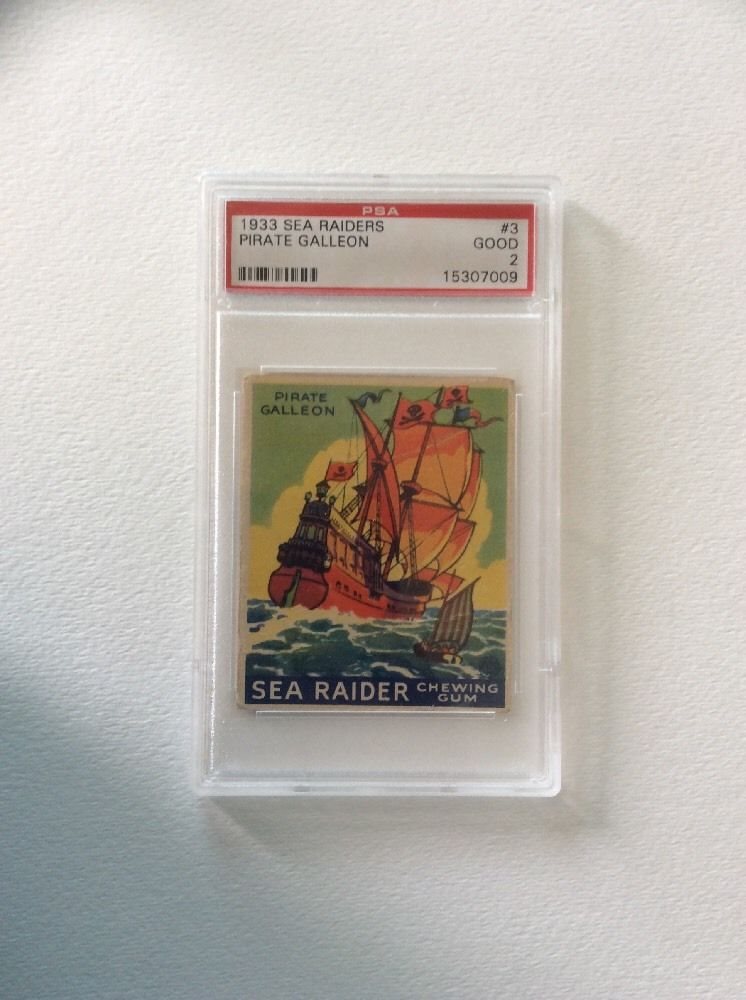 PSA
1933 SEA RAIDERS #3
PIRATE GALLEON GOOD
2
15307009
PIRATE
GALLEON
SEA RAIDER CHEWING
GUM